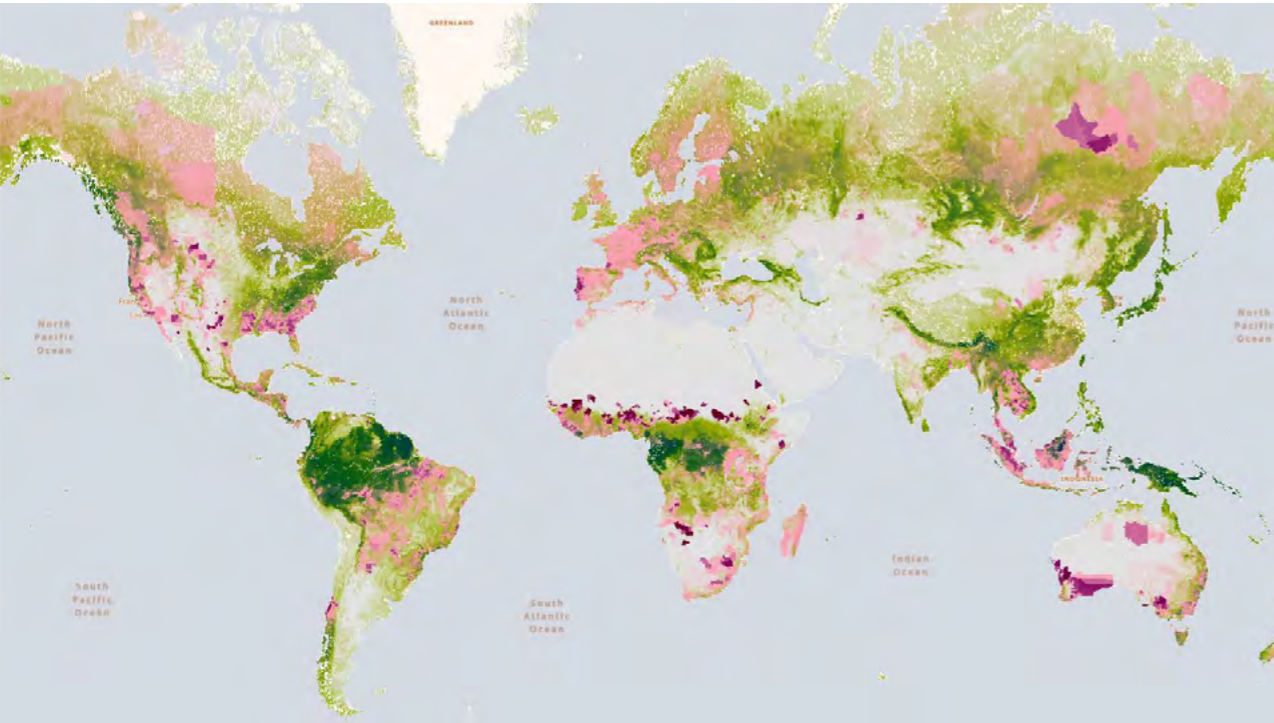 GREENLAND
North
Atlantic
Ocean
North
Pacific
Ocean
North
Pacific
Ocean
INDONESIA
Indian
Ocean
South
Pacific
Ocean
South
Atlantic
Ocean